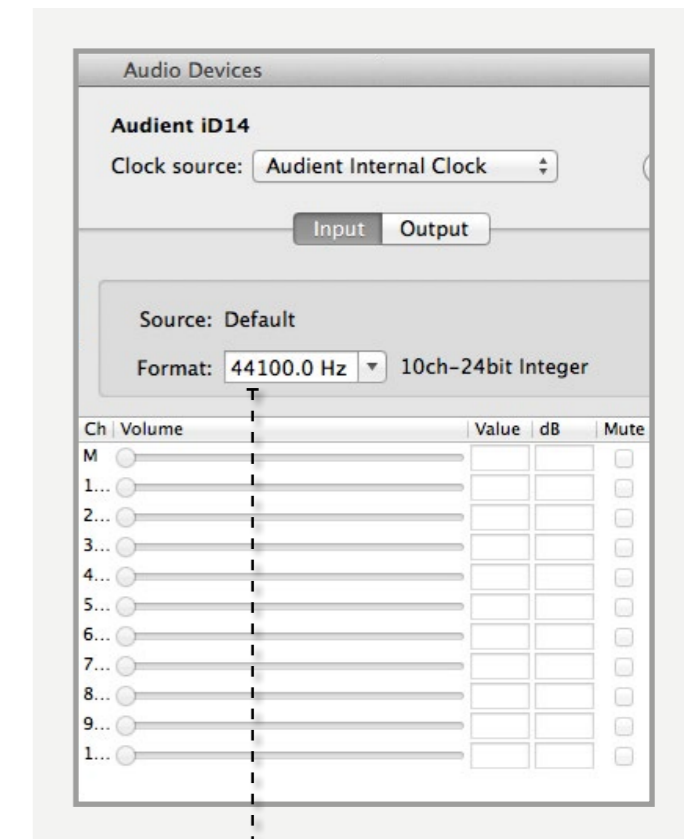 Audio Devices
Audient iD14
Clock source: Audient Internal Clock
Input Output
Source: Default
Format: 44100.0 Hz 10ch-24bit Integer
Ch Volume Value dB Mute
M
1...
2...
3...
4...
5...
6...
7...
8...
9...
1...